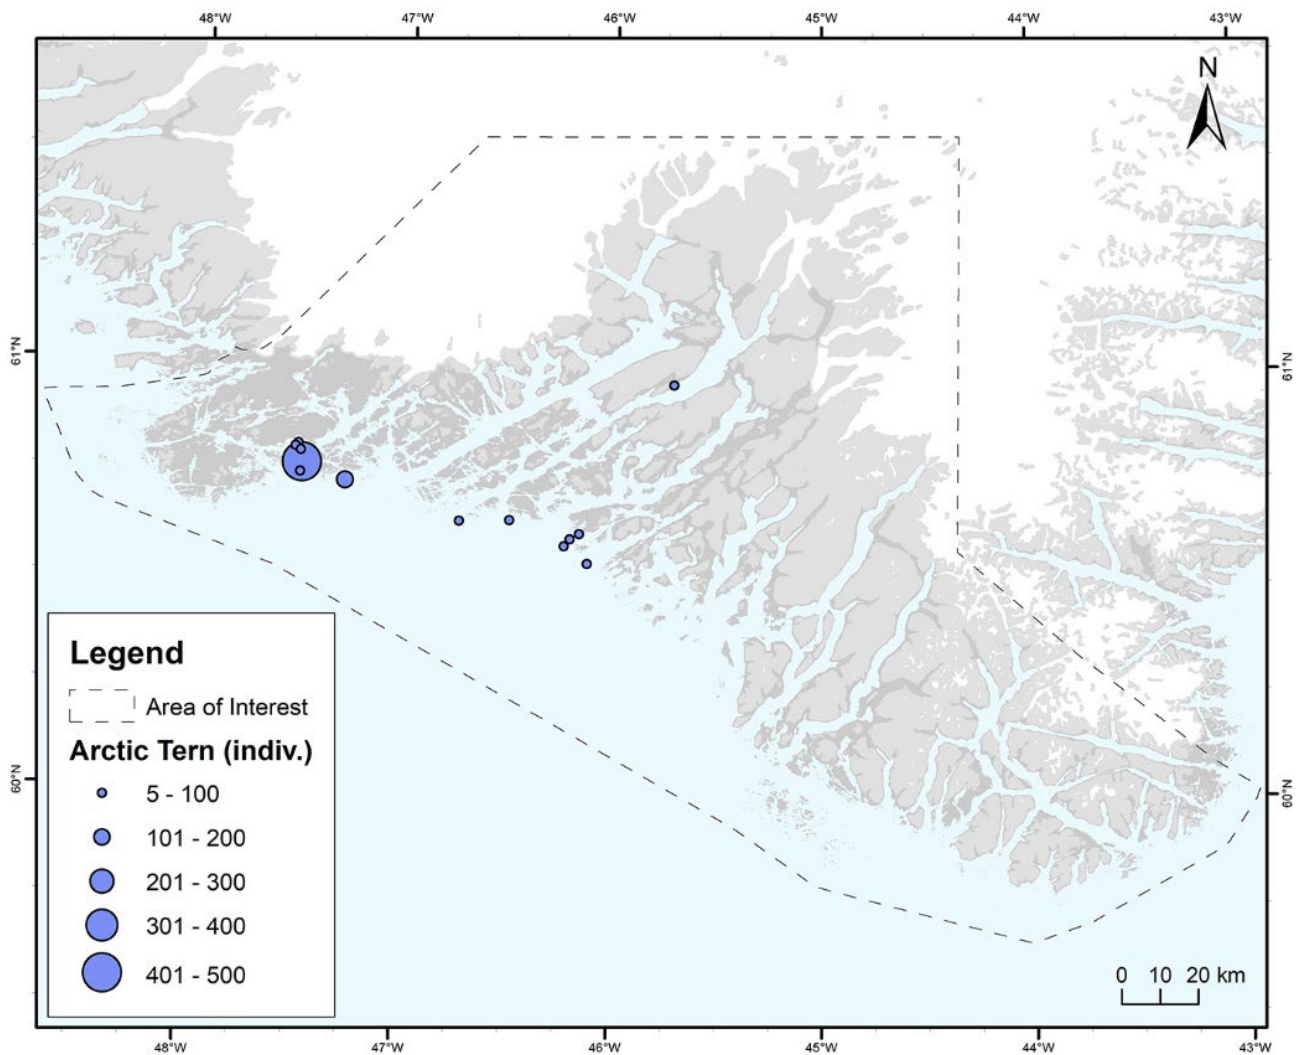 48°W 47°W 46°W 45°W 44°W 43°W
N
61°N 61°N
Legend
Area of Interest
Arctic Tern (indiv.)
5 - 100
101 - 200
201 - 300
301 - 400
401 - 500
60°N 60°N
0 10 20 km
48°W 47°W 46°W 45°W 44°W 43°W